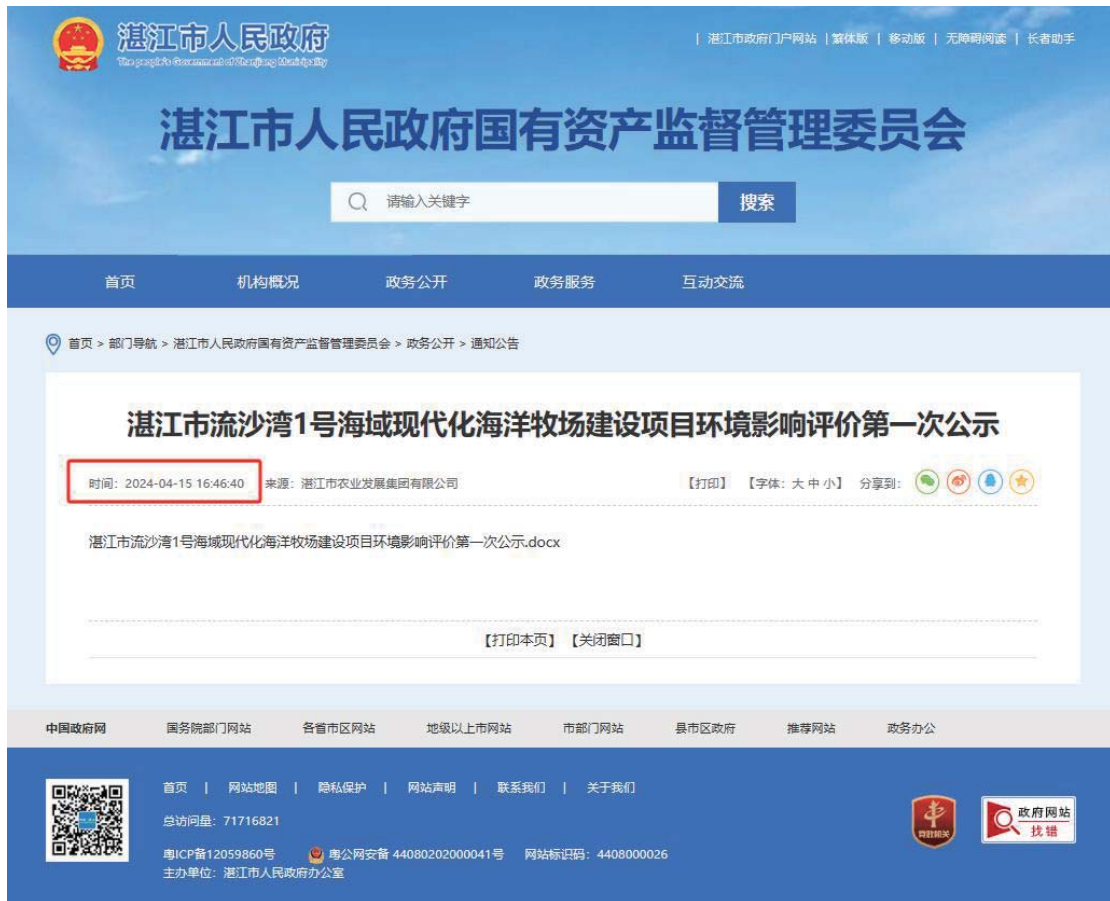 湛江市人民政府
The people's Government of Zhanjiang Municipality
| 湛江市政府门户网站 | 繁体版 | 移动版 | 无障碍阅读 | 长者助手
湛江市人民政府国有资产监督管理委员会
请输入关键字 搜索
首页 机构概况 政务公开 政务服务 互动交流
首页 > 部门导航 > 湛江市人民政府国有资产监督管理委员会 > 政务公开 > 通知公告
湛江市流沙湾1号海域现代化海洋牧场建设项目环境影响评价第一次公示
时间：2024-04-15 16:46:40 来源：湛江市农业发展集团有限公司 【打印】 【字体：大 中 小】 分享到：
湛江市流沙湾1号海域现代化海洋牧场建设项目环境影响评价第一次公示.docx
【打印本页】 【关闭窗口】
中国政府网 国务院部门网站 各省市区网站 地级以上市网站 市部门网站 县市区政府 推荐网站 政务办公
首页 | 网站地图 | 隐私保护 | 网站声明 | 联系我们 | 关于我们
总访问量：71716821
粤ICP备12059860号 粤公网安备 44080202000041号 网站标识码：4408000026
主办单位：湛江市人民政府办公室
党政机关
政府网站
找错